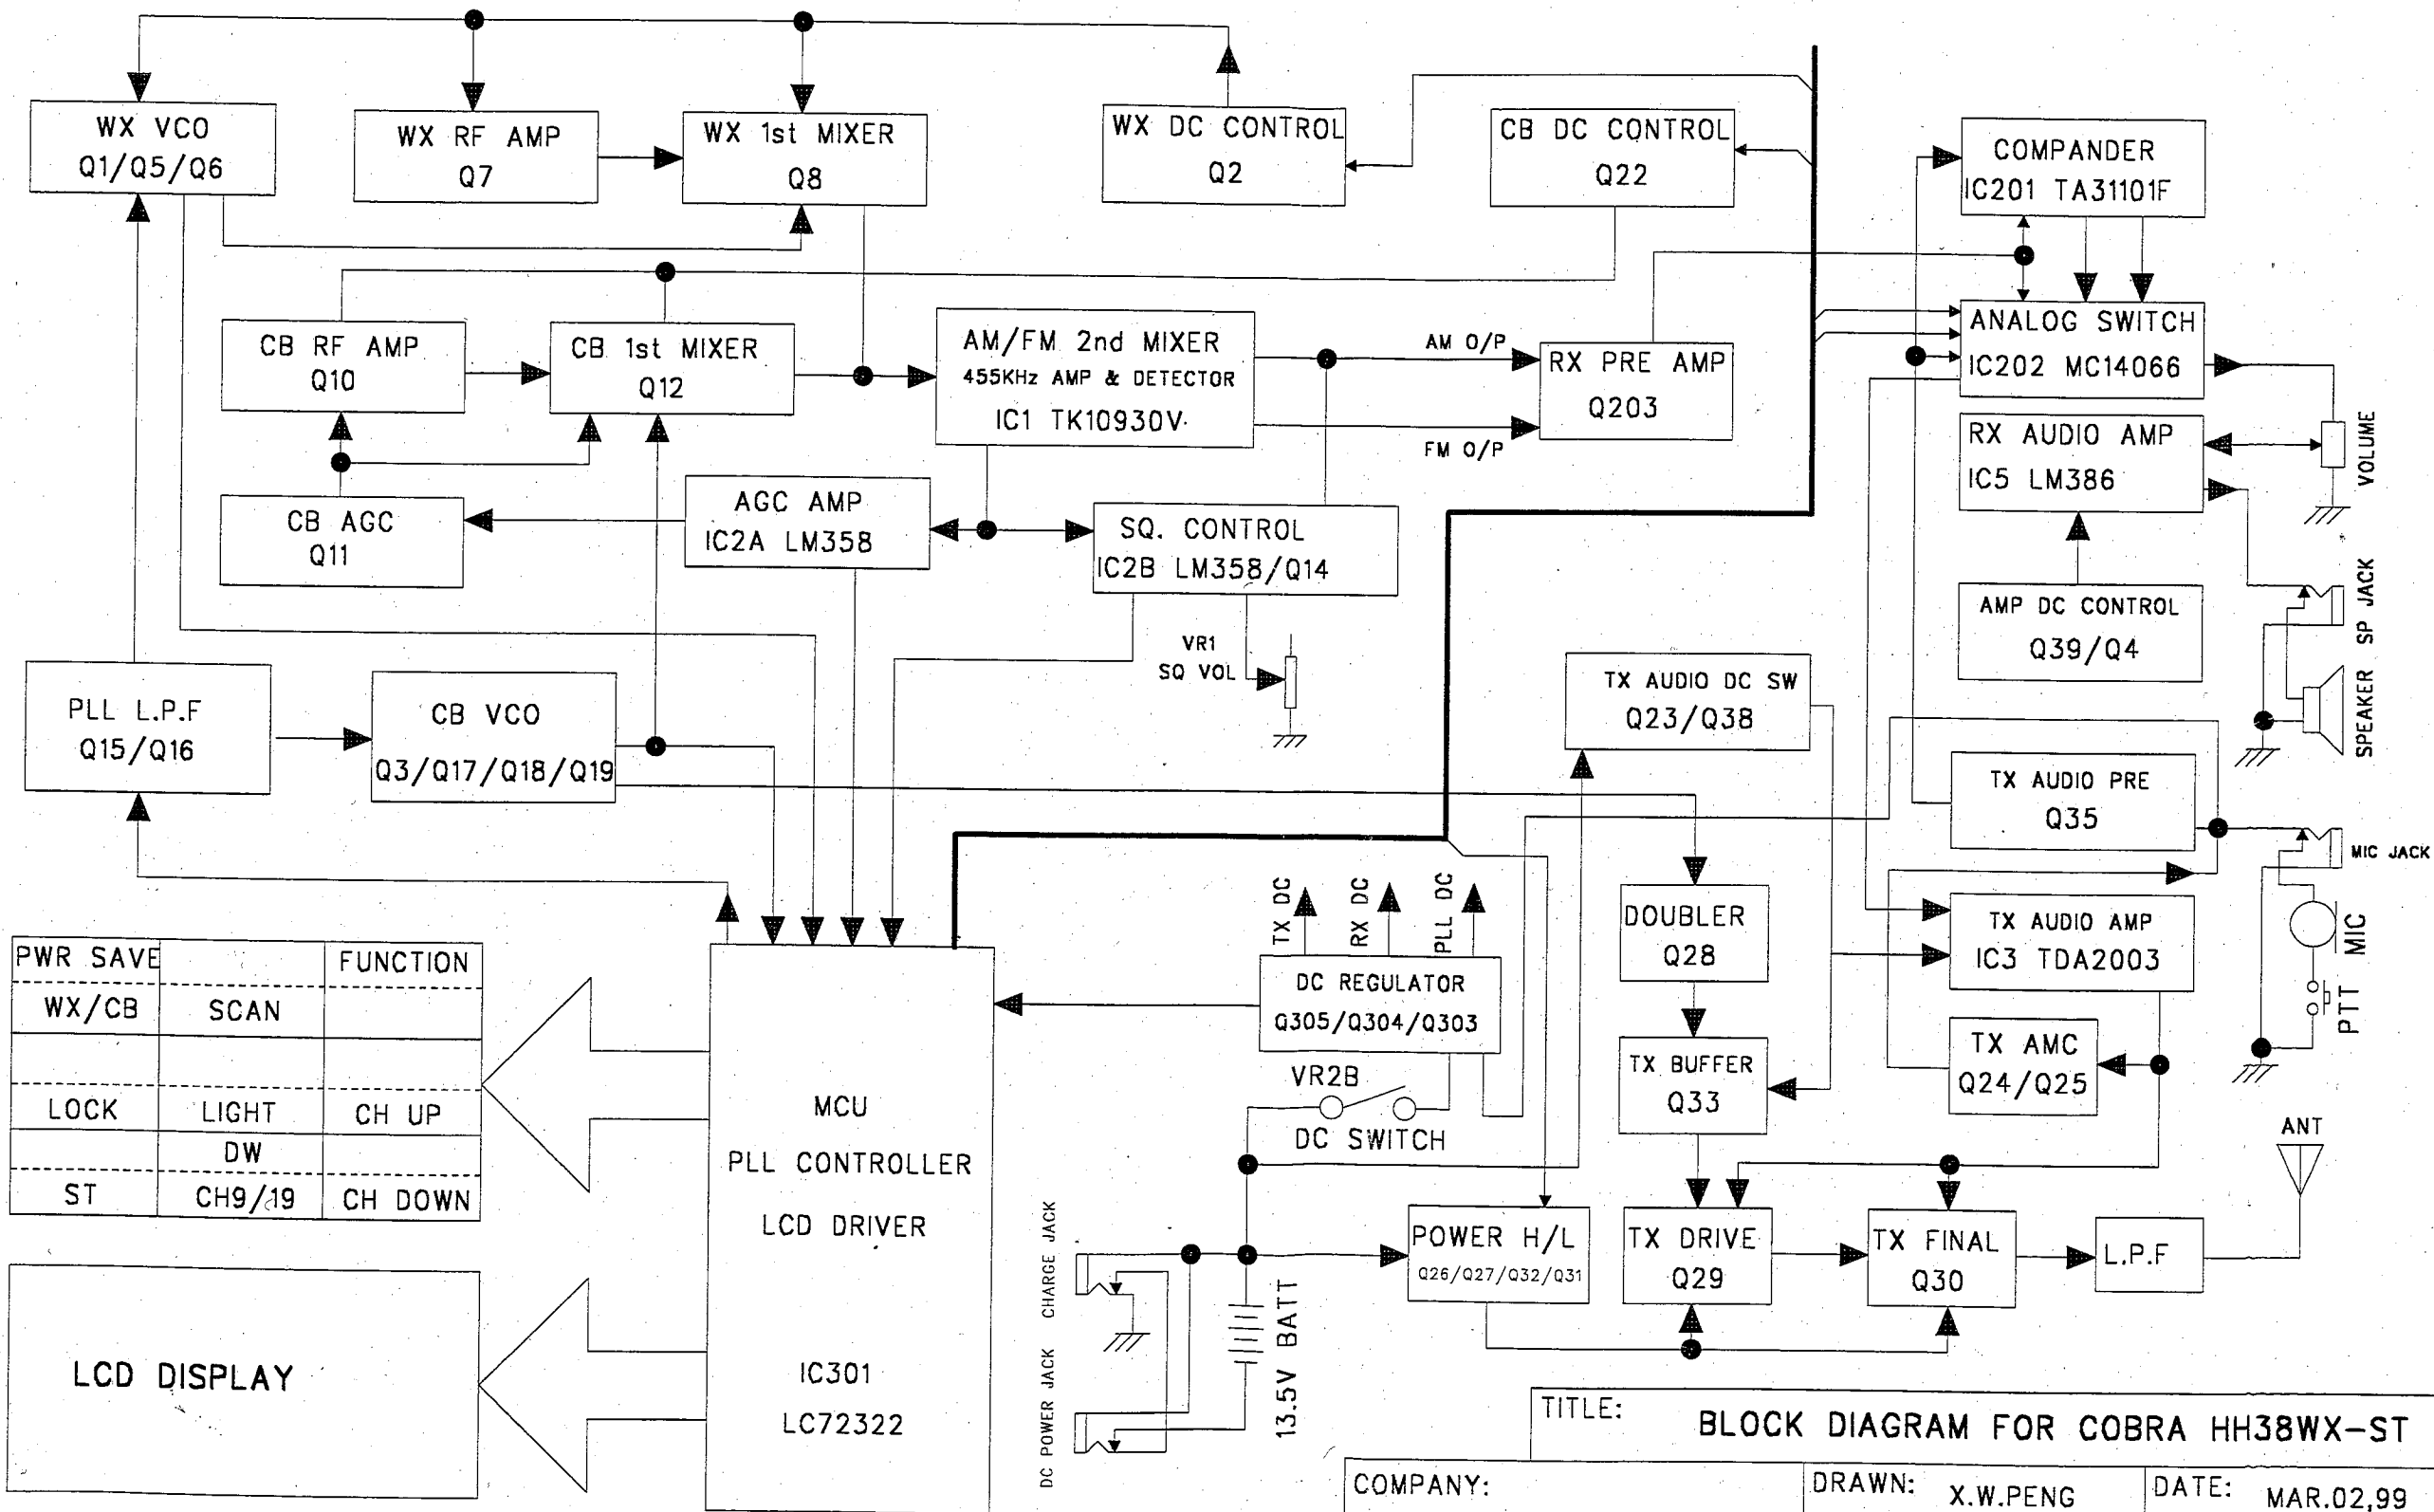 WX VCO
Q1/Q5/Q6
WX RF AMP
Q7
WX 1st MIXER
Q8
WX DC CONTROL
Q2
CB DC CONTROL
Q22
COMPANDER
IC201 TA31101F
CB RF AMP
Q10
CB 1st MIXER
Q12
AM/FM 2nd MIXER
455KHz AMP & DETECTOR
IC1 TK10930V
AM O/P
FM O/P
RX PRE AMP
Q203
ANALOG SWITCH
IC202 MC14066
RX AUDIO AMP
IC5 LM386
VOLUME
CB AGC
Q11
AGC AMP
IC2A LM358
SQ. CONTROL
IC2B LM358/Q14
VR1
SQ VOL
AMP DC CONTROL
Q39/Q4
SP JACK
SPEAKER
PLL L.P.F
Q15/Q16
CB VCO
Q3/Q17/Q18/Q19
TX AUDIO DC SW
Q23/Q38
TX AUDIO PRE
Q35
MIC JACK
MIC
PTT
TX DC
RX DC
PLL DC
DOUBLER
Q28
TX AUDIO AMP
IC3 TDA2003
DC REGULATOR
Q305/Q304/Q303
VR2B
DC SWITCH
TX BUFFER
Q33
TX AMC
Q24/Q25
ANT
PWR SAVE
FUNCTION
WX/CB
SCAN
LOCK
LIGHT
CH UP
DW
ST
CH9/19
CH DOWN
MCU
PLL CONTROLLER
LCD DRIVER
IC301
LC72322
LCD DISPLAY
CHARGE JACK
DC POWER JACK
13.5V BATT
POWER H/L
Q26/Q27/Q32/Q31
TX DRIVE
Q29
TX FINAL
Q30
L.P.F
TITLE:
BLOCK DIAGRAM FOR COBRA HH38WX-ST
COMPANY:
DRAWN: X.W.PENG
DATE: MAR.02,99